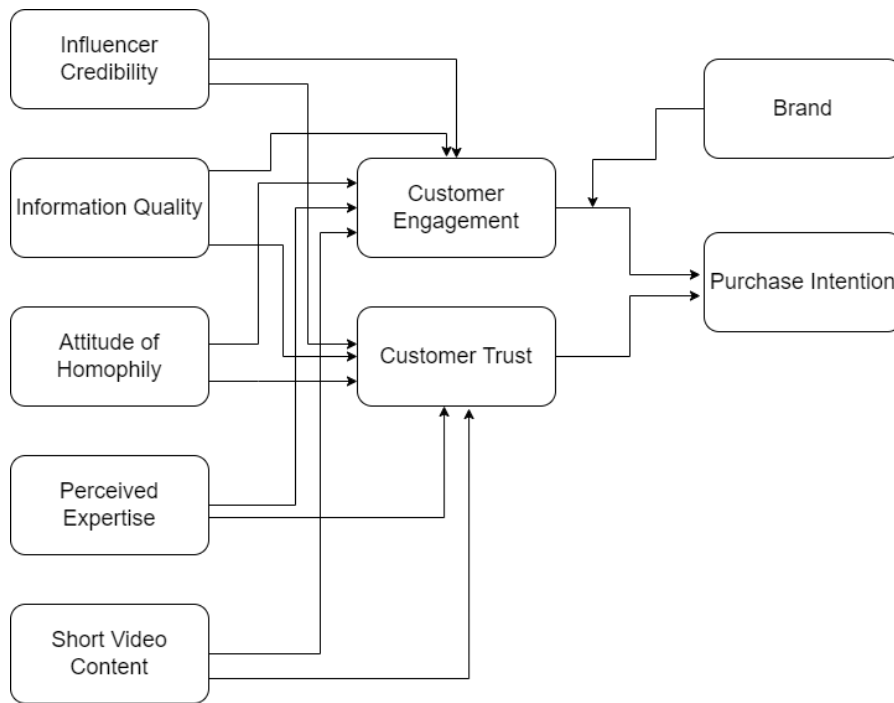 Influencer
Credibility
Information Quality
Attitude of
Homophily
Perceived
Expertise
Short Video
Content
Customer
Engagement
Customer Trust
Brand
Purchase Intention